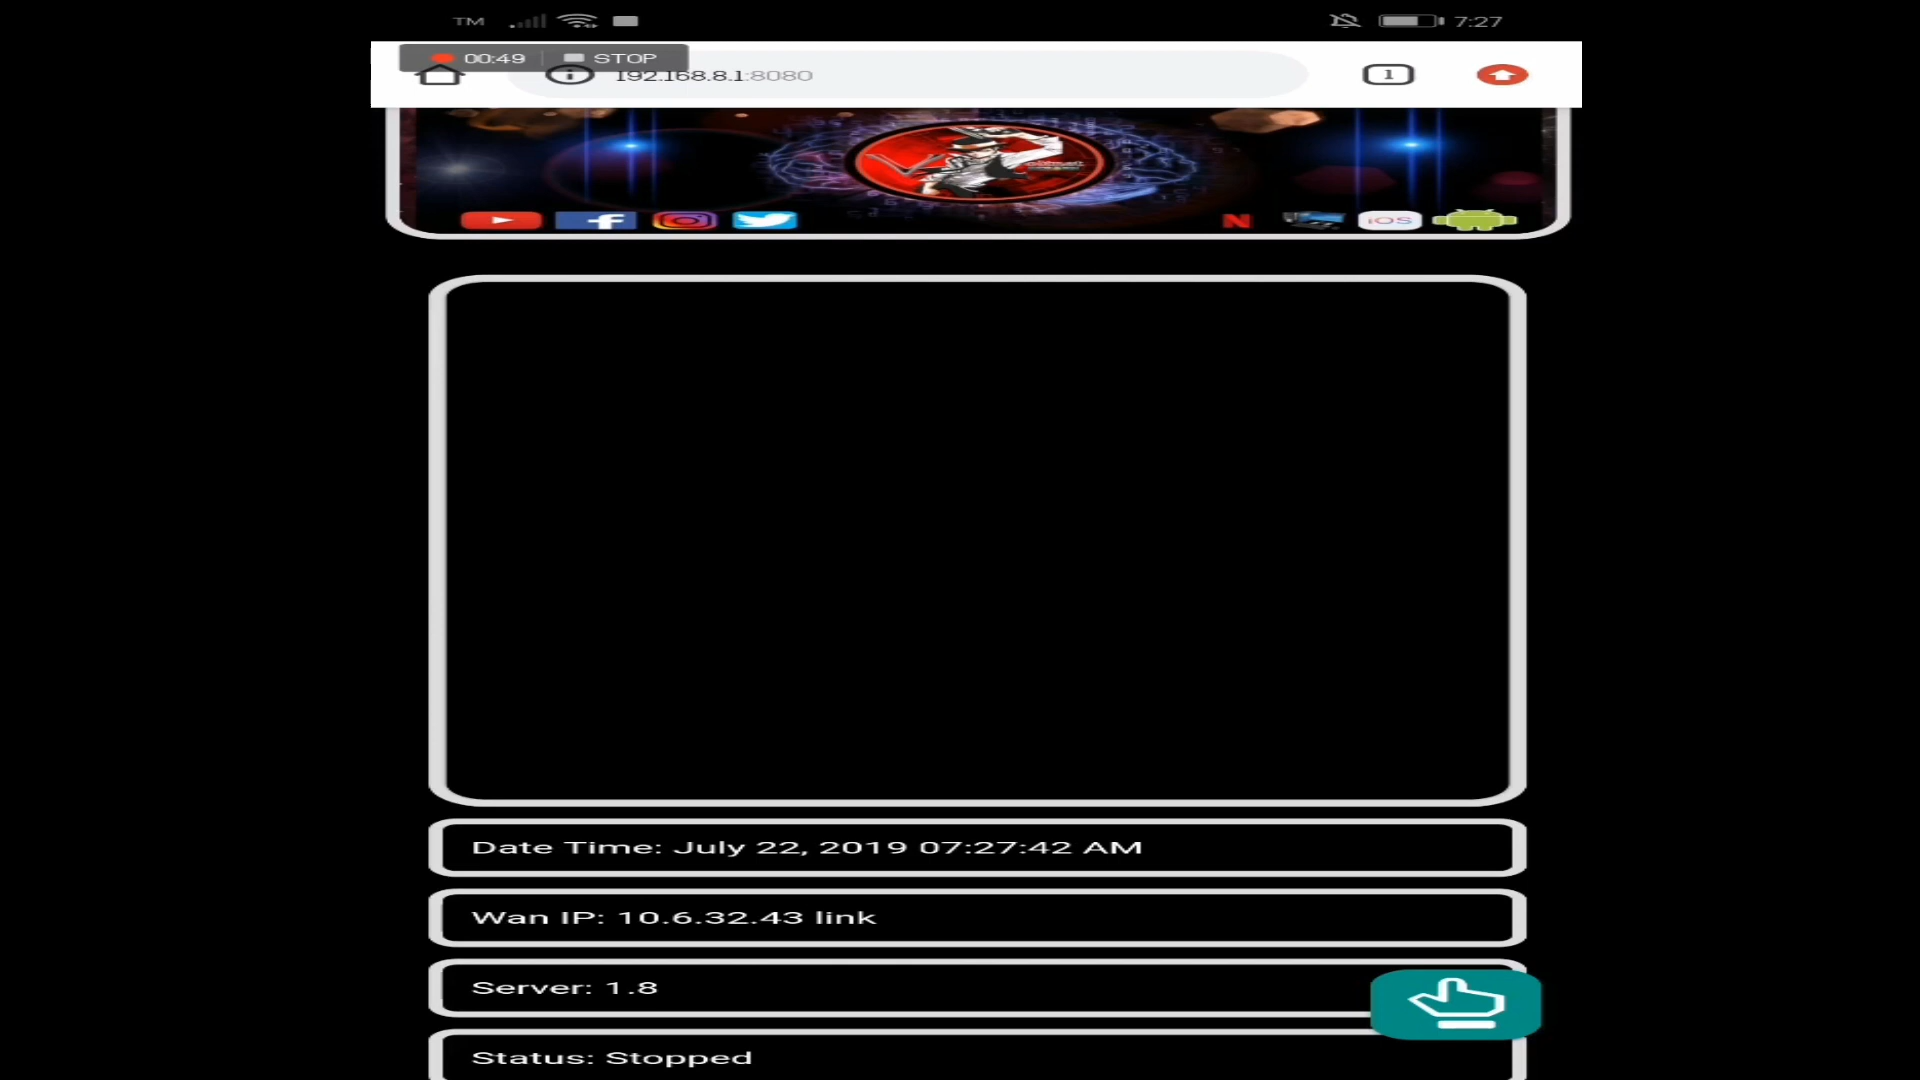 TM 7:27
00:49 STOP
1
192.168.8.1:8080
N iOS
Date Time: July 22, 2019 07:27:42 AM
Wan IP: 10.6.32.43 link
Server: 1.8
Status: Stopped